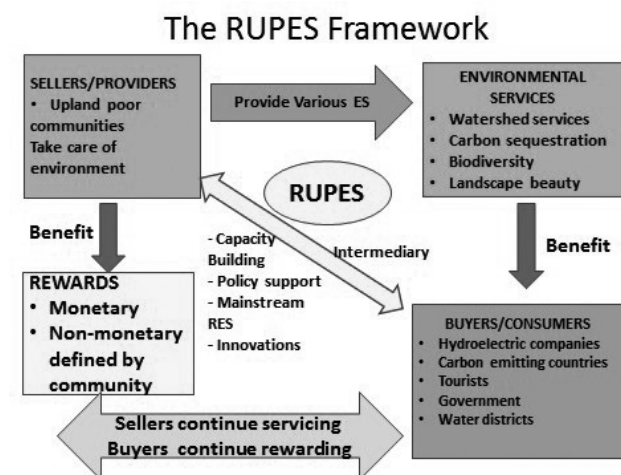 The RUPES Framework
SELLERS/PROVIDERS
• Upland poor
communities
Take care of
environment
Provide Various ES
ENVIRONMENTAL
SERVICES
• Watershed services
• Carbon sequestration
• Biodiversity
• Landscape beauty
RUPES
Benefit
- Capacity
Building
- Policy support
- Mainstream
RES
- Innovations
Intermediary
Benefit
REWARDS
• Monetary
• Non-monetary
defined by
community
BUYERS/CONSUMERS
• Hydroelectric companies
• Carbon emitting countries
• Tourists
• Government
• Water districts
Sellers continue servicing
Buyers continue rewarding